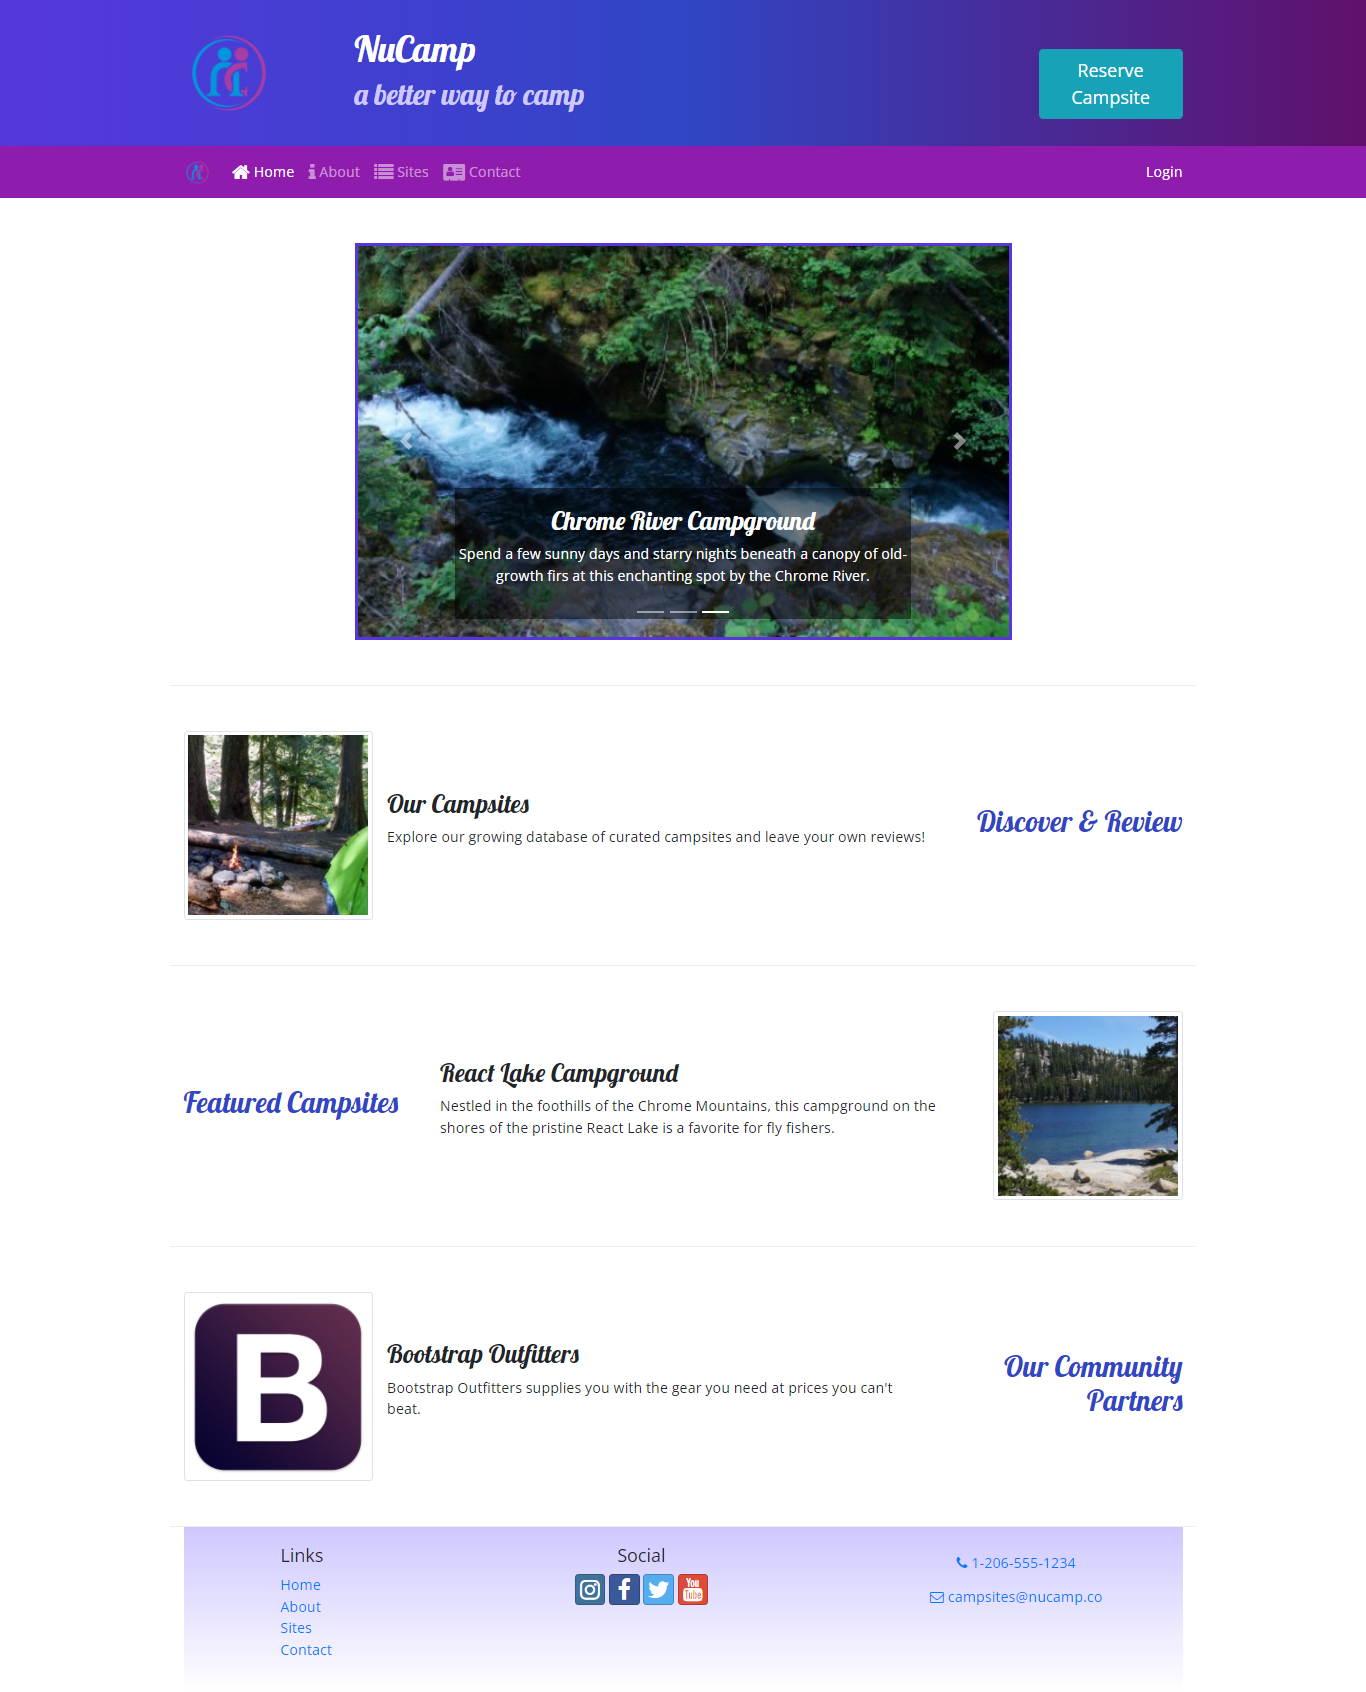 NuCamp
a better way to camp
Reserve
Campsite
Home
About
Sites
Contact
Login
Chrome River Campground
Spend a few sunny days and starry nights beneath a canopy of old-
growth firs at this enchanting spot by the Chrome River.
Our Campsites
Explore our growing database of curated campsites and leave your own reviews!
Discover & Review
Featured Campsites
React Lake Campground
Nestled in the foothills of the Chrome Mountains, this campground on the
shores of the pristine React Lake is a favorite for fly fishers.
B
Bootstrap Outfitters
Bootstrap Outfitters supplies you with the gear you need at prices you can't
beat.
Our Community
Partners
Links
Home
About
Sites
Contact
Social
You
Tube
1-206-555-1234
campsites@nucamp.co